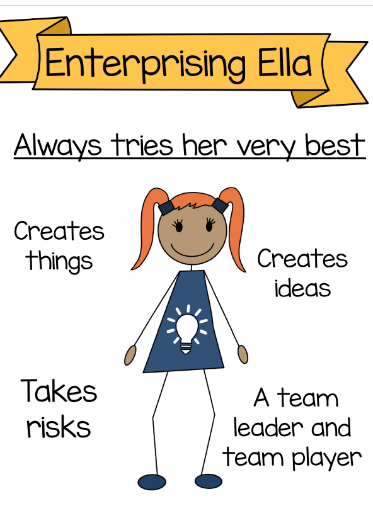 Enterprising Ella
Always tries her very best
Creates
things
Creates
ideas
Takes
risks
A team
leader and
team player